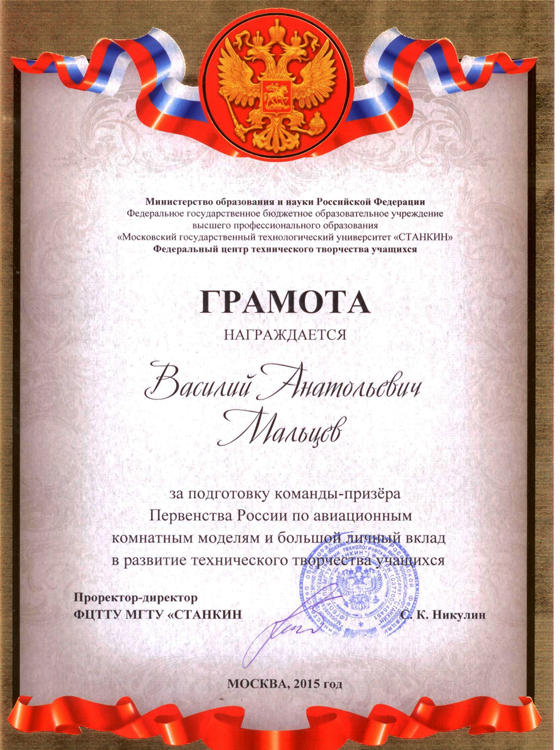 Министерство образования и науки Российской Федерации
Федеральное государственное бюджетное образовательное учреждение
высшего профессионального образования
«Московский государственный технологический университет «СТАНКИН»
Федеральный центр технического творчества учащихся
ГРАМОТА
НАГРАЖДАЕТСЯ
Василий Анатольевич
Мальцев
за подготовку команды-призёра
Первенства России по авиационным
комнатным моделям и большой личный вклад
в развитие технического творчества учащихся
Проректор-директор
ФЦТТУ МГТУ «СТАНКИН
С. К. Никулин
МОСКВА, 2015 год